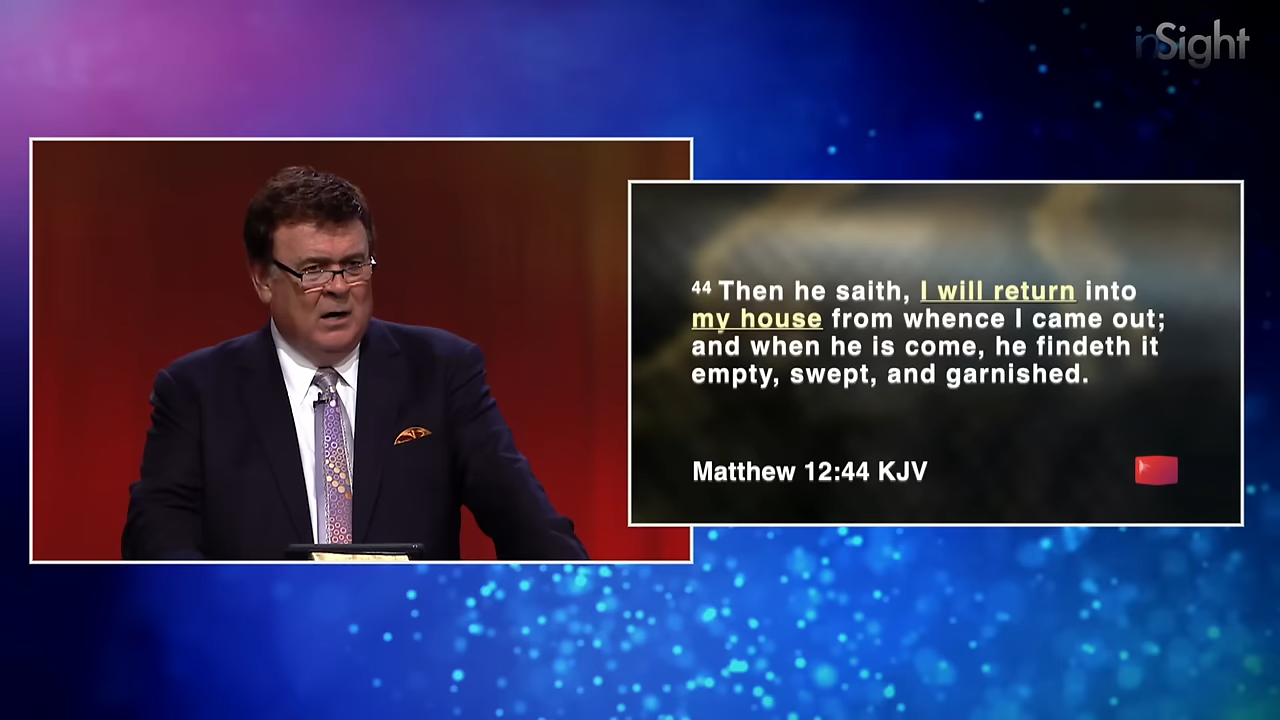 inSight
44 Then he saith, I will return into
my house from whence I came out;
and when he is come, he findeth it
empty, swept, and garnished.
Matthew 12:44 KJV